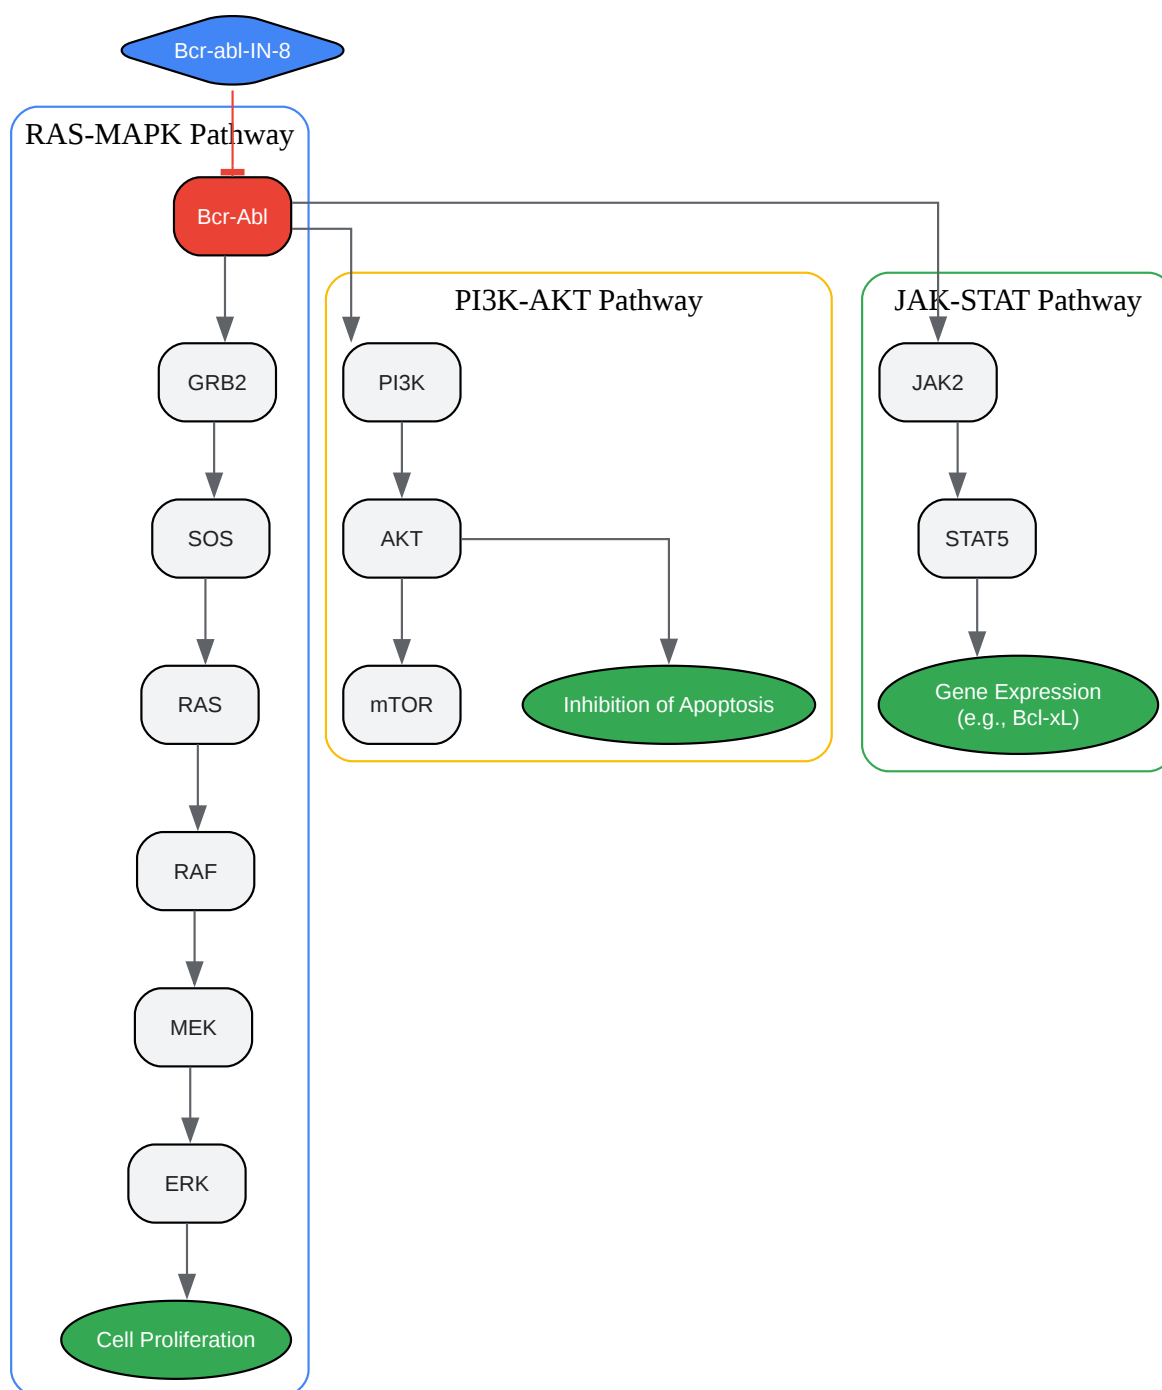 Bcr-abl-IN-8
RAS-MAPK Pathway
Bcr-Abl
GRB2
SOS
RAS
RAF
MEK
ERK
Cell Proliferation
PI3K-AKT Pathway
PI3K
AKT
mTOR
Inhibition of Apoptosis
JAK-STAT Pathway
JAK2
STAT5
Gene Expression
(e.g., Bcl-xL)